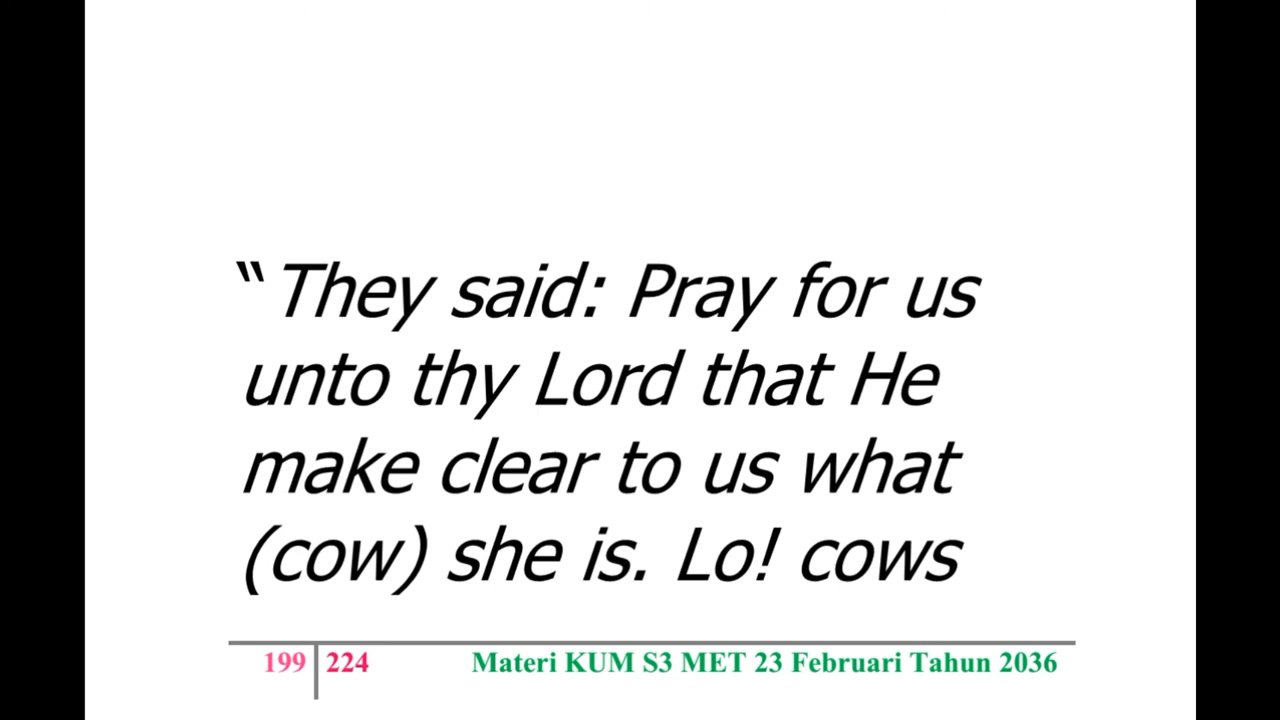 “They said: Pray for us
unto thy Lord that He
make clear to us what
(cow) she is. Lo! cows
199 224 Materi KUM S3 MET 23 Februari Tahun 2036